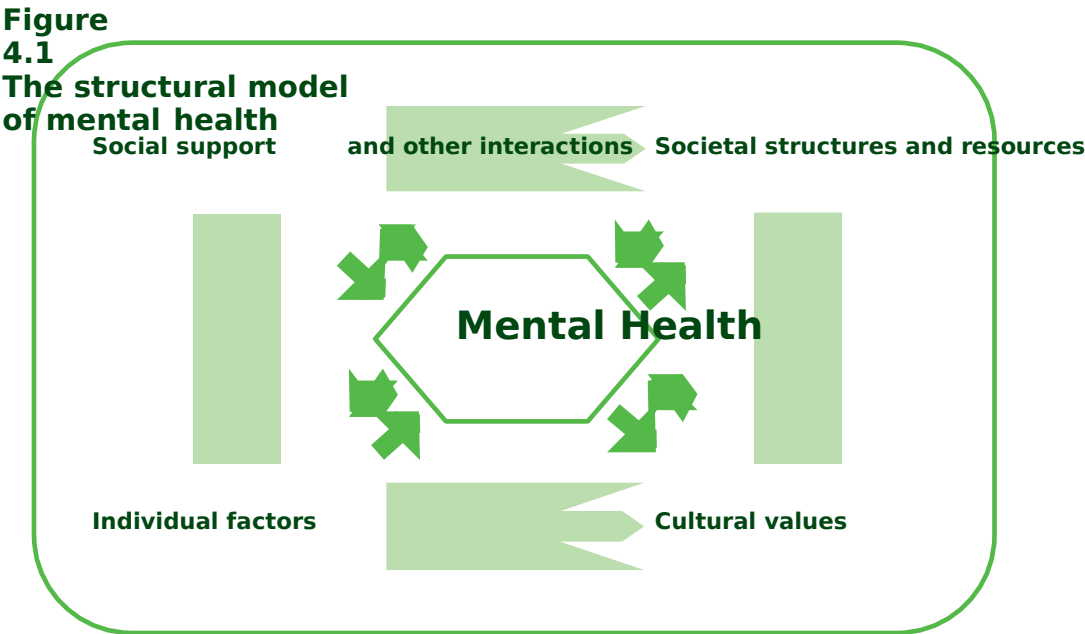 Figure
4.1
The structural model
of mental health
Social support and other interactions Societal structures and resources
Mental Health
Individual factors Cultural values